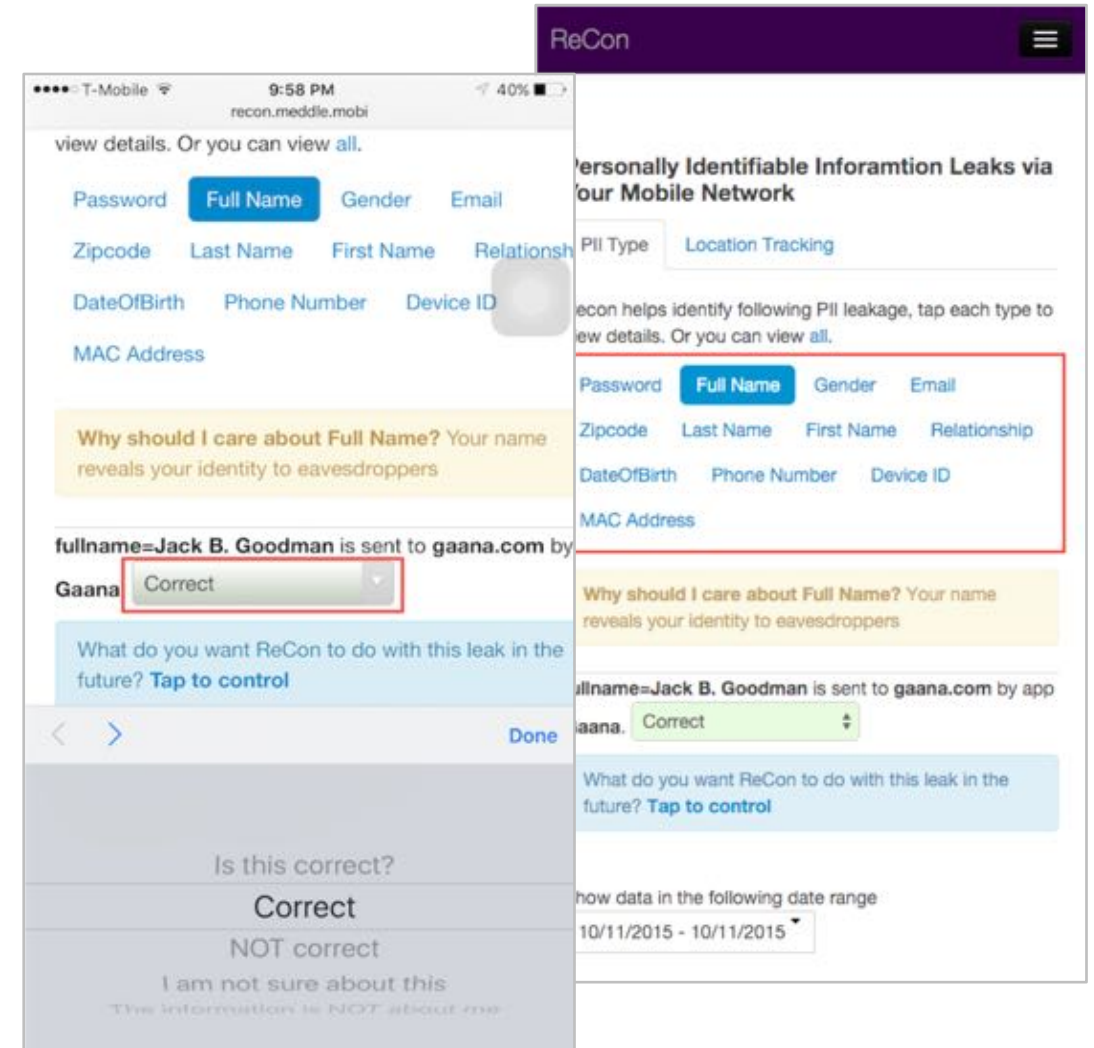 T-Mobile 9:58 PM 40%
recon.meddle.mobi
view details. Or you can view all.
Password Full Name Gender Email
Zipcode Last Name First Name Relationsh
DateOfBirth Phone Number Device ID
MAC Address
Why should I care about Full Name? Your name
reveals your identity to eavesdroppers
fullname=Jack B. Goodman is sent to gaana.com by
Gaana Correct
What do you want ReCon to do with this leak in the
future? Tap to control
< > Done
Is this correct?
Correct
NOT correct
I am not sure about this
The information is NOT about me
ReCon
ersonally Identifiable Inforamtion Leaks via
our Mobile Network
PII Type Location Tracking
econ helps identify following PII leakage, tap each type to
ew details. Or you can view all.
Password Full Name Gender Email
Zipcode Last Name First Name Relationship
DateOfBirth Phone Number Device ID
MAC Address
Why should I care about Full Name? Your name
reveals your identity to eavesdroppers
ullname=Jack B. Goodman is sent to gaana.com by app
aana. Correct
What do you want ReCon to do with this leak in the
future? Tap to control
how data in the following date range
10/11/2015 - 10/11/2015